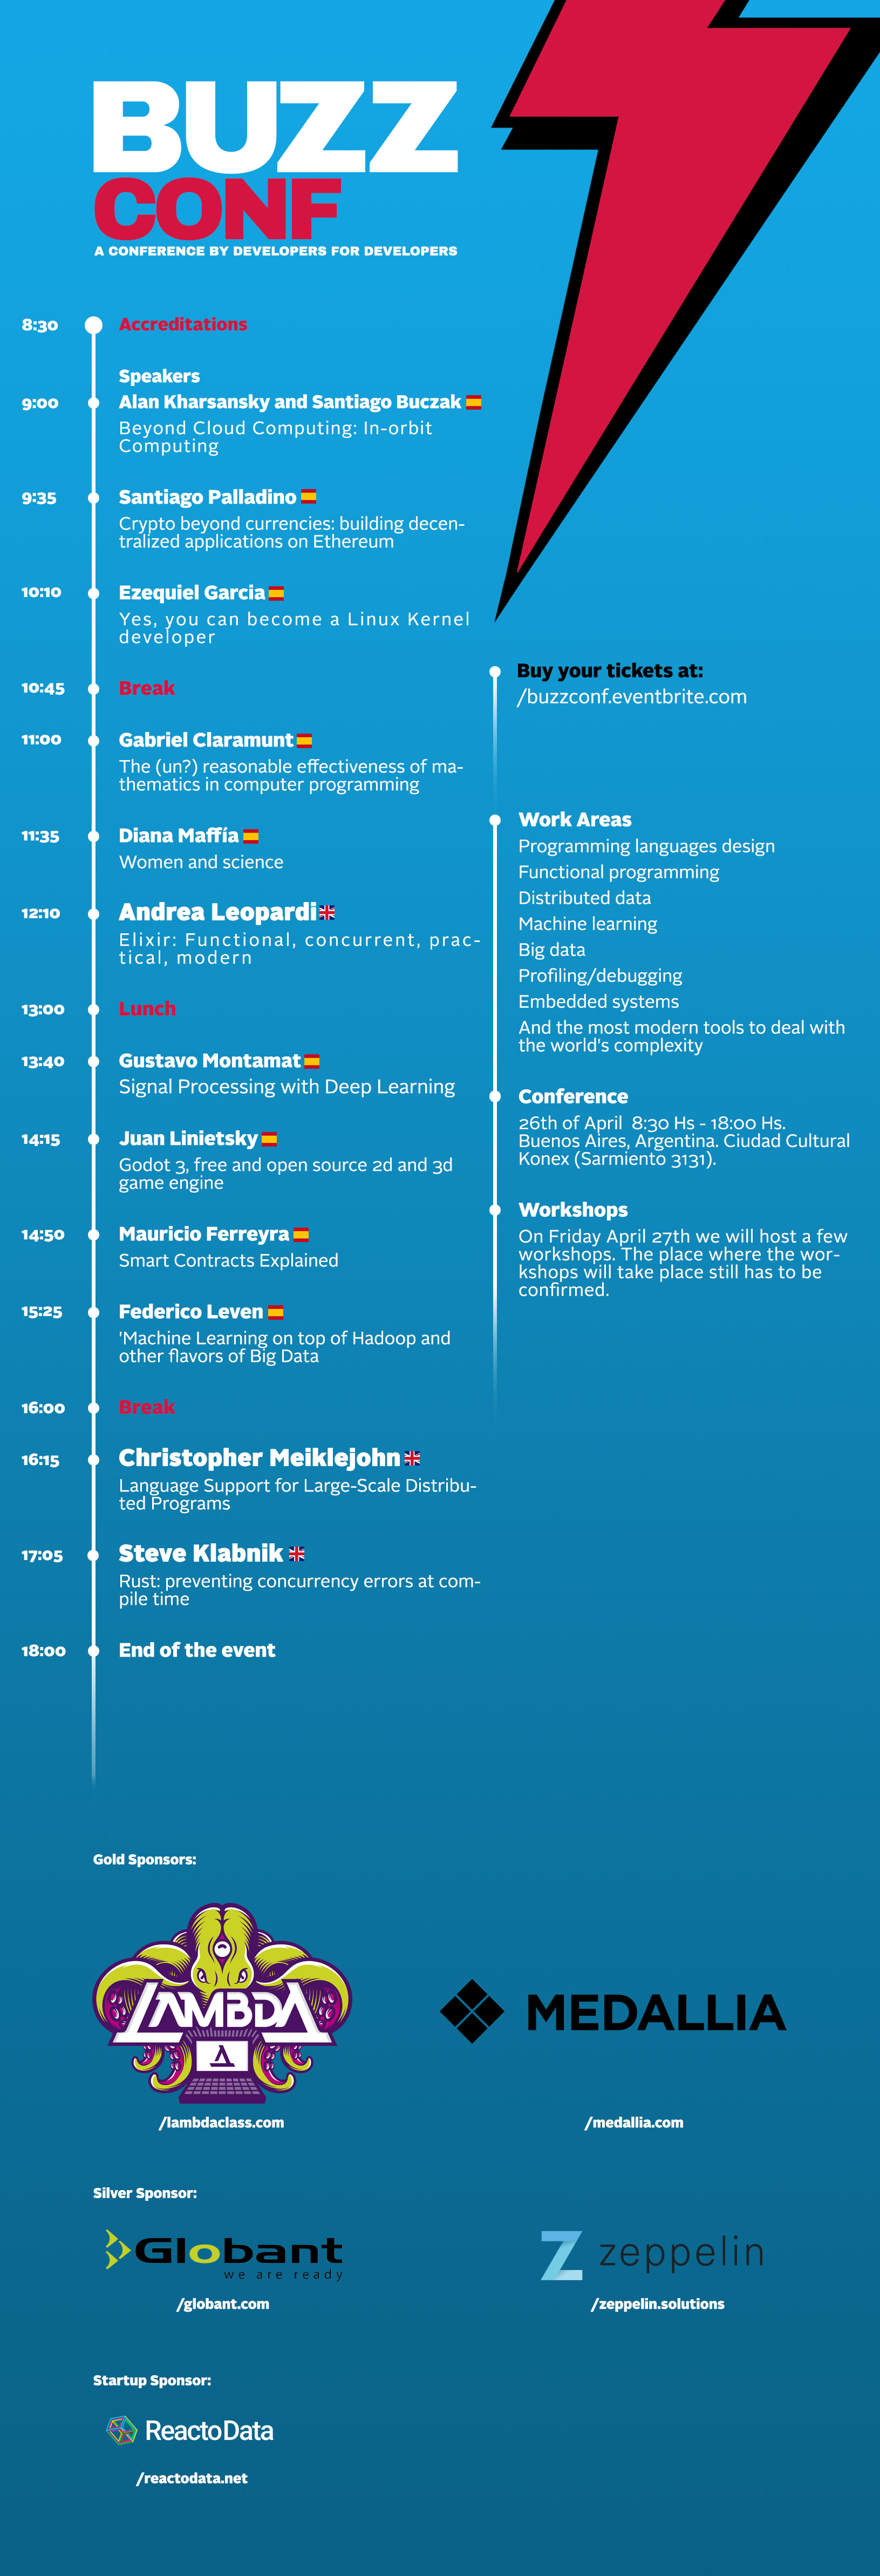 BUZZ
CONF
A CONFERENCE BY DEVELOPERS FOR DEVELOPERS
8:30 Accreditations
Speakers
9:00 Alan Kharsansky and Santiago Buczak
Beyond Cloud Computing: In-orbit
Computing
9:35 Santiago Palladino
Crypto beyond currencies: building decen-
tralized applications on Ethereum
10:10 Ezequiel Garcia
Yes, you can become a Linux Kernel
developer
10:45 Break
11:00 Gabriel Claramunt
The (un?) reasonable effectiveness of ma-
thematics in computer programming
11:35 Diana Maffía
Women and science
12:10 Andrea Leopardi
Elixir: Functional, concurrent, prac-
tical, modern
13:00 Lunch
13:40 Gustavo Montamat
Signal Processing with Deep Learning
14:15 Juan Linietsky
Godot 3, free and open source 2d and 3d
game engine
14:50 Mauricio Ferreyra
Smart Contracts Explained
15:25 Federico Leven
'Machine Learning on top of Hadoop and
other flavors of Big Data
16:00 Break
16:15 Christopher Meiklejohn
Language Support for Large-Scale Distribu-
ted Programs
17:05 Steve Klabnik
Rust: preventing concurrency errors at com-
pile time
18:00 End of the event
Buy your tickets at:
/buzzconf.eventbrite.com
Work Areas
Programming languages design
Functional programming
Distributed data
Machine learning
Big data
Profiling/debugging
Embedded systems
And the most modern tools to deal with
the world's complexity
Conference
26th of April  8:30 Hs - 18:00 Hs.
Buenos Aires, Argentina. Ciudad Cultural
Konex (Sarmiento 3131).
Workshops
On Friday April 27th we will host a few
workshops. The place where the wor-
kshops will take place still has to be
confirmed.
Gold Sponsors:
LAMBDA
MEDALLIA
/lambdaclass.com
/medallia.com
Silver Sponsor:
Globant
we are ready
zeppelin
/globant.com
/zeppelin.solutions
Startup Sponsor:
ReactoData
/reactodata.net